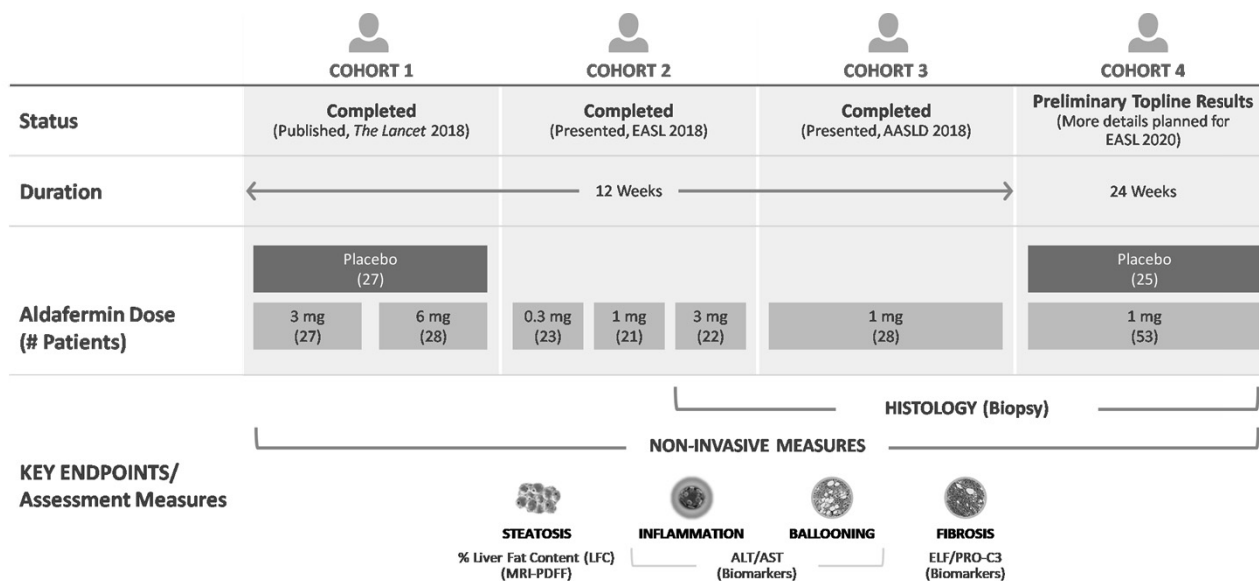 COHORT 1
COHORT 2
COHORT 3
COHORT 4
Status
Completed
(Published, The Lancet 2018)
Completed
(Presented, EASL 2018)
Completed
(Presented, AASLD 2018)
Preliminary Topline Results
(More details planned for
EASL 2020)
Duration
12 Weeks
24 Weeks
Aldafermin Dose
(# Patients)
Placebo
(27)
3 mg
(27)
6 mg
(28)
0.3 mg
(23)
1 mg
(21)
3 mg
(22)
1 mg
(28)
Placebo
(25)
1 mg
(53)
HISTOLOGY (Biopsy)
NON-INVASIVE MEASURES
KEY ENDPOINTS/
Assessment Measures
STEATOSIS
% Liver Fat Content (LFC)
(MRI-PDFF)
INFLAMMATION
BALLOONING
ALT/AST
(Biomarkers)
FIBROSIS
ELF/PRO-C3
(Biomarkers)